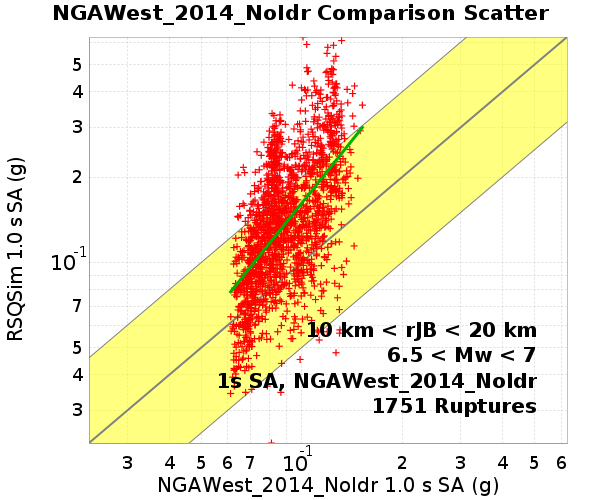 NGAWest_2014_NoIdr Comparison Scatter
RSQSim 1.0 s SA (g)
5
4
3
2
10-1
7
5
4
3
10 km < rJB < 20 km
6.5 < Mw < 7
1s SA, NGAWest_2014_NoIdr
1751 Ruptures
3 4 5 6 7 10-1 2 3 4 5 6
NGAWest_2014_NoIdr 1.0 s SA (g)